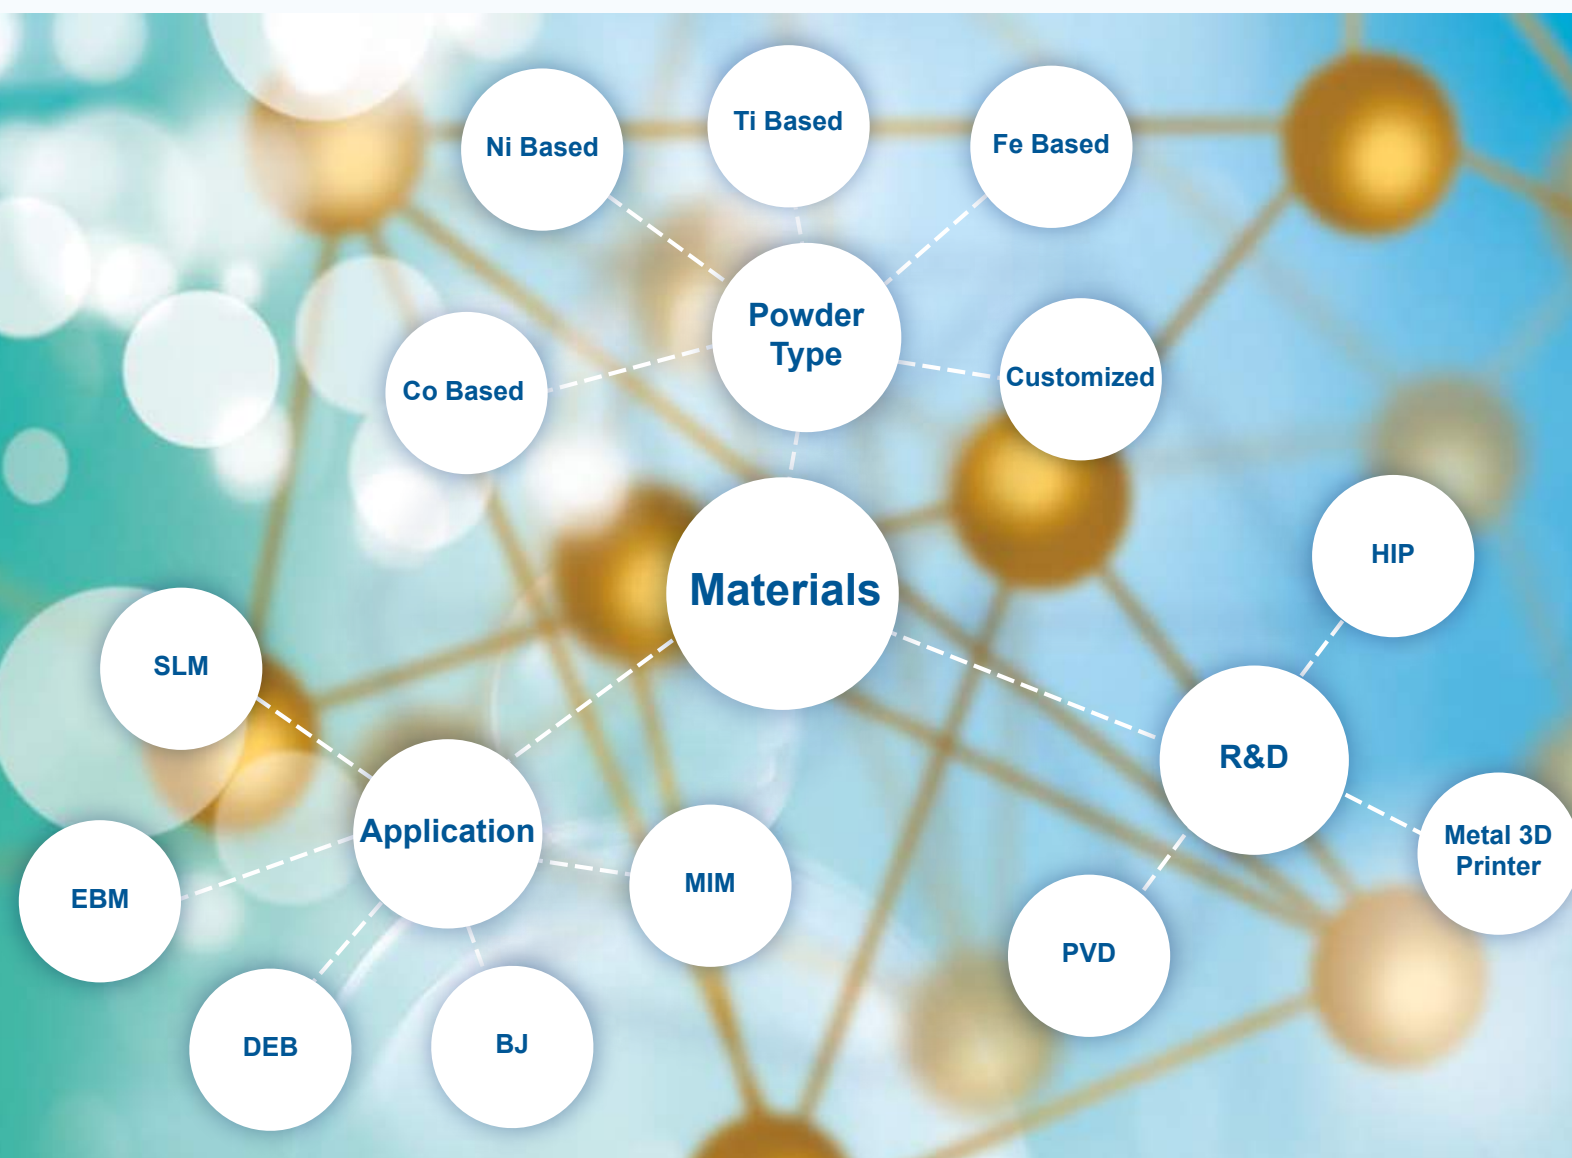 Ti Based
Ni Based
Fe Based
Powder
Type
Customized
Co Based
Materials
HIP
SLM
R&D
Application
Metal 3D
Printer
MIM
EBM
PVD
DEB
BJ